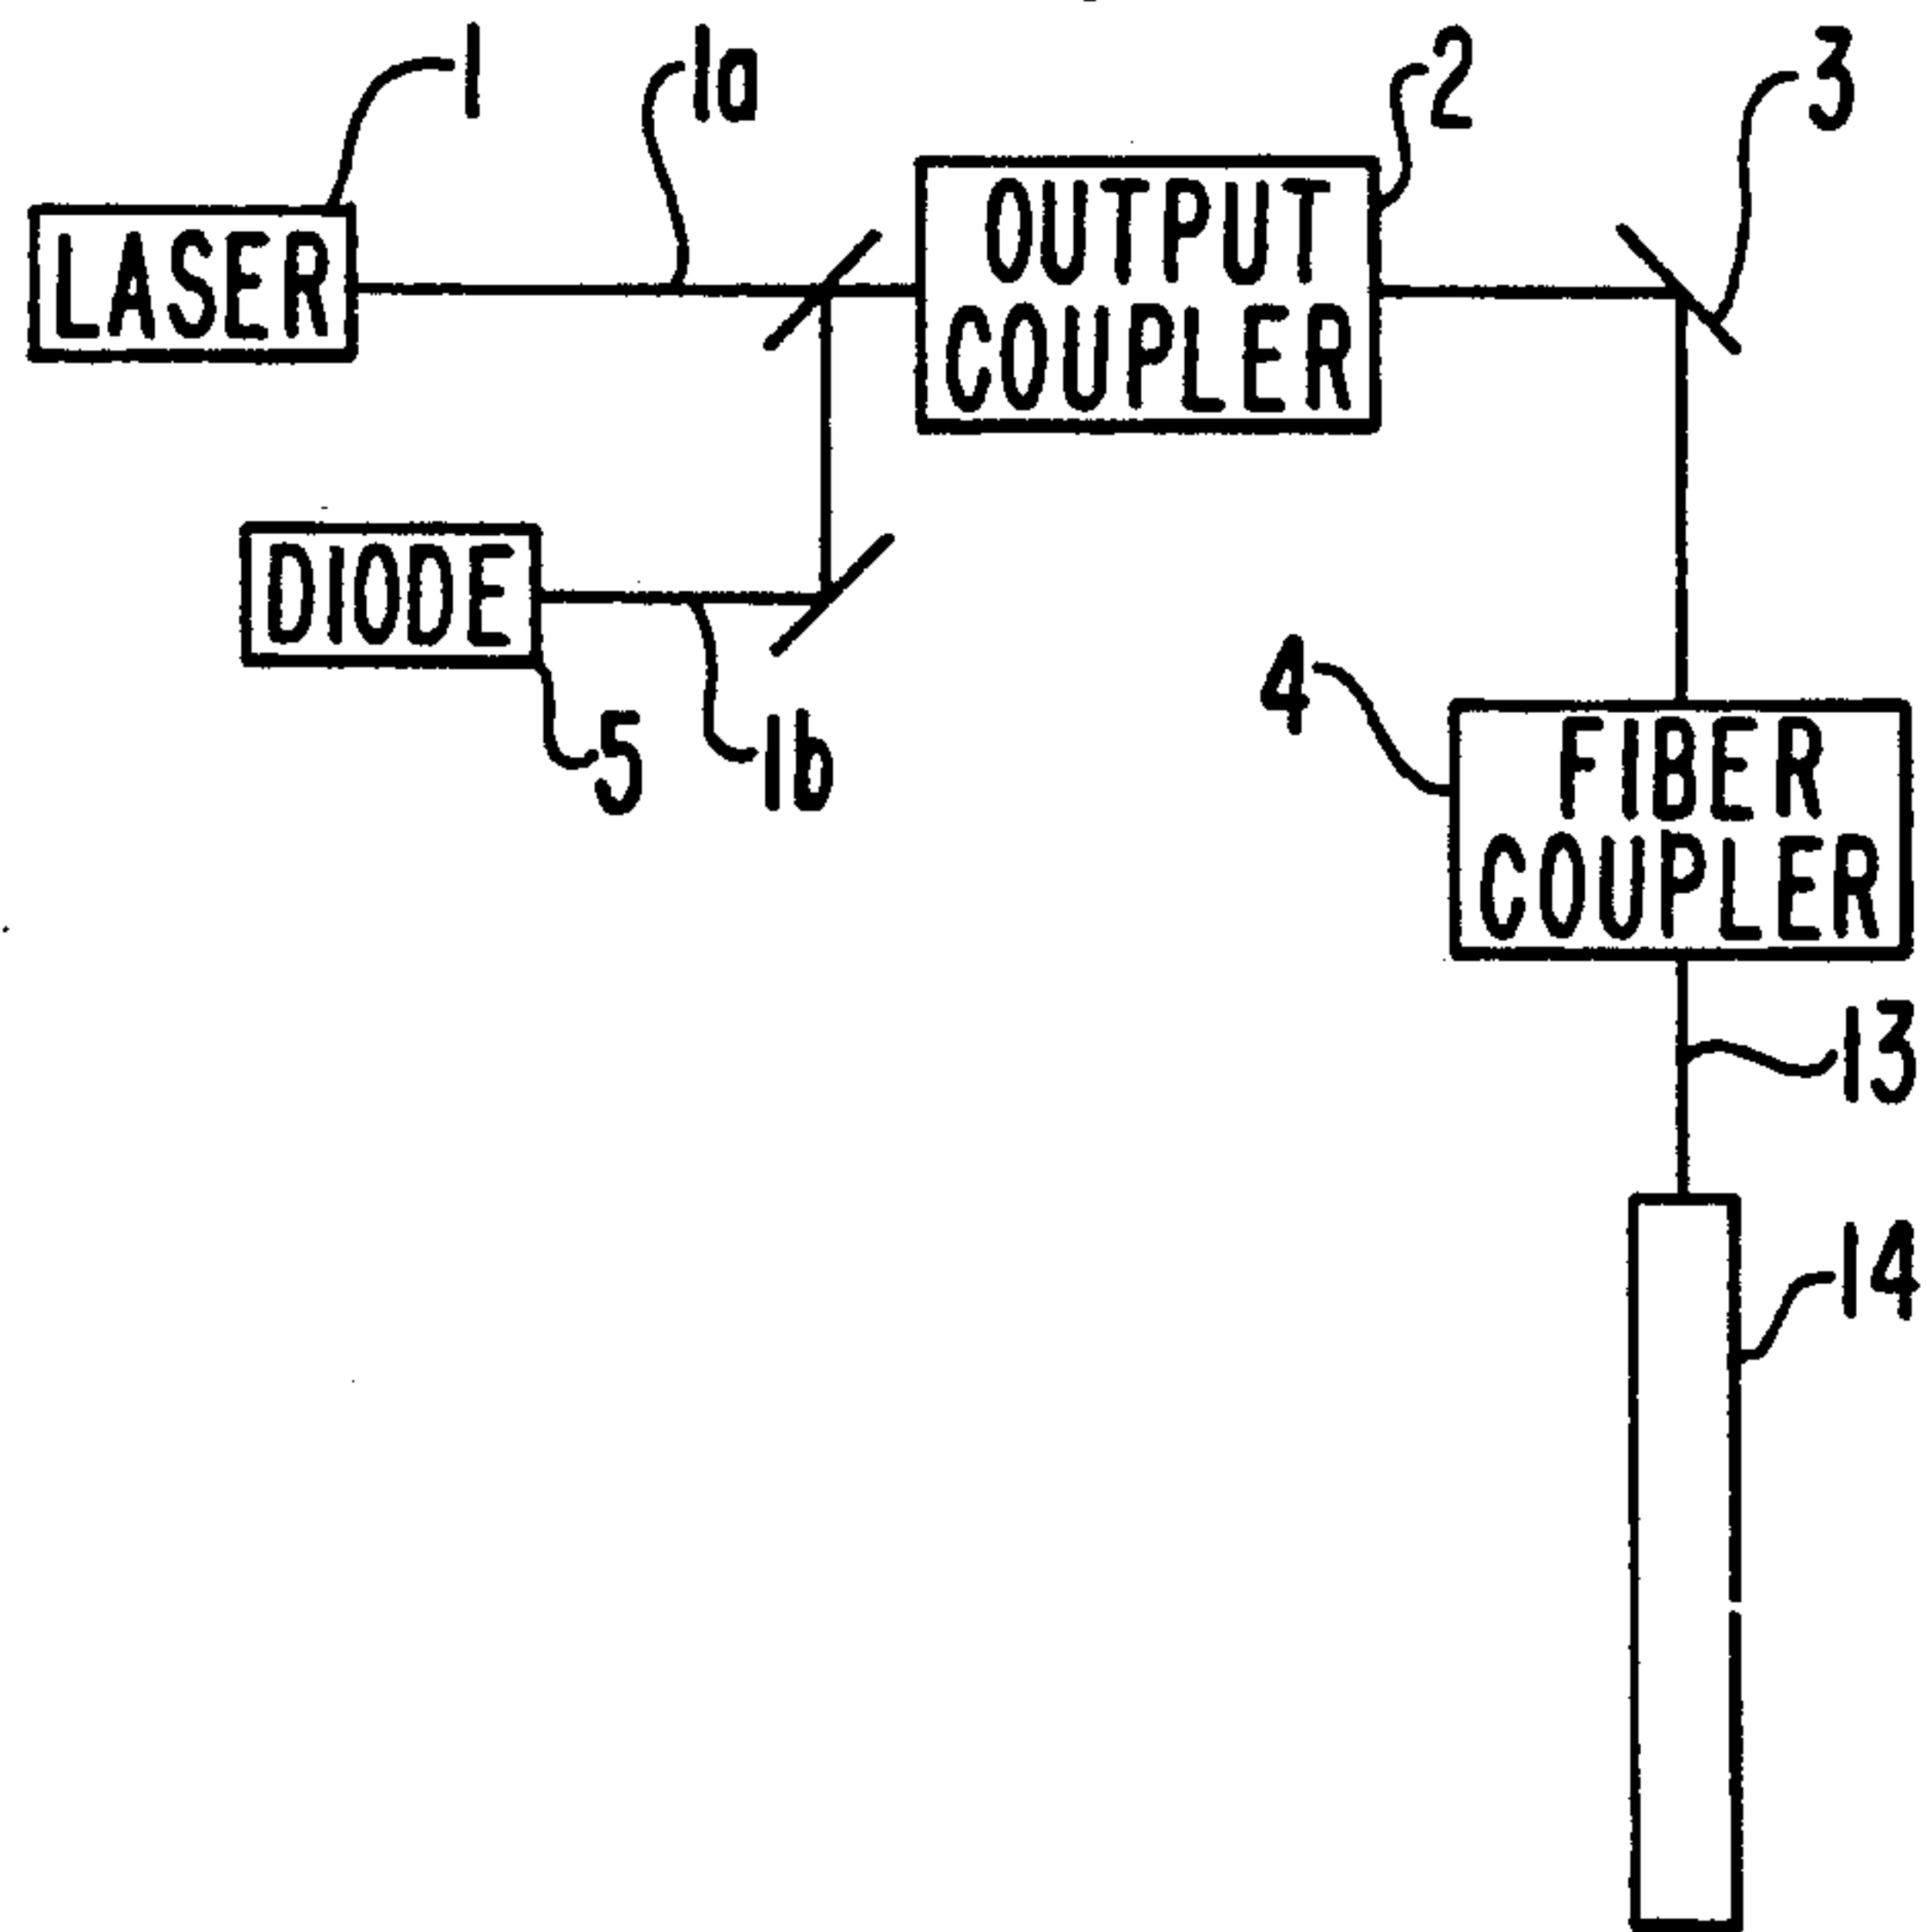 1
1a
2
3
LASER
OUTPUT
COUPLER
DIODE
5
1b
4
FIBER
COUPLER
13
14